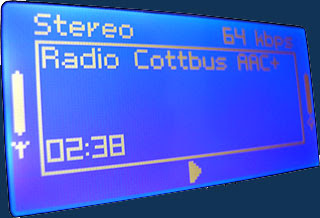 Stereo 64 kbps
Radio Cottbus AAC+
02:38